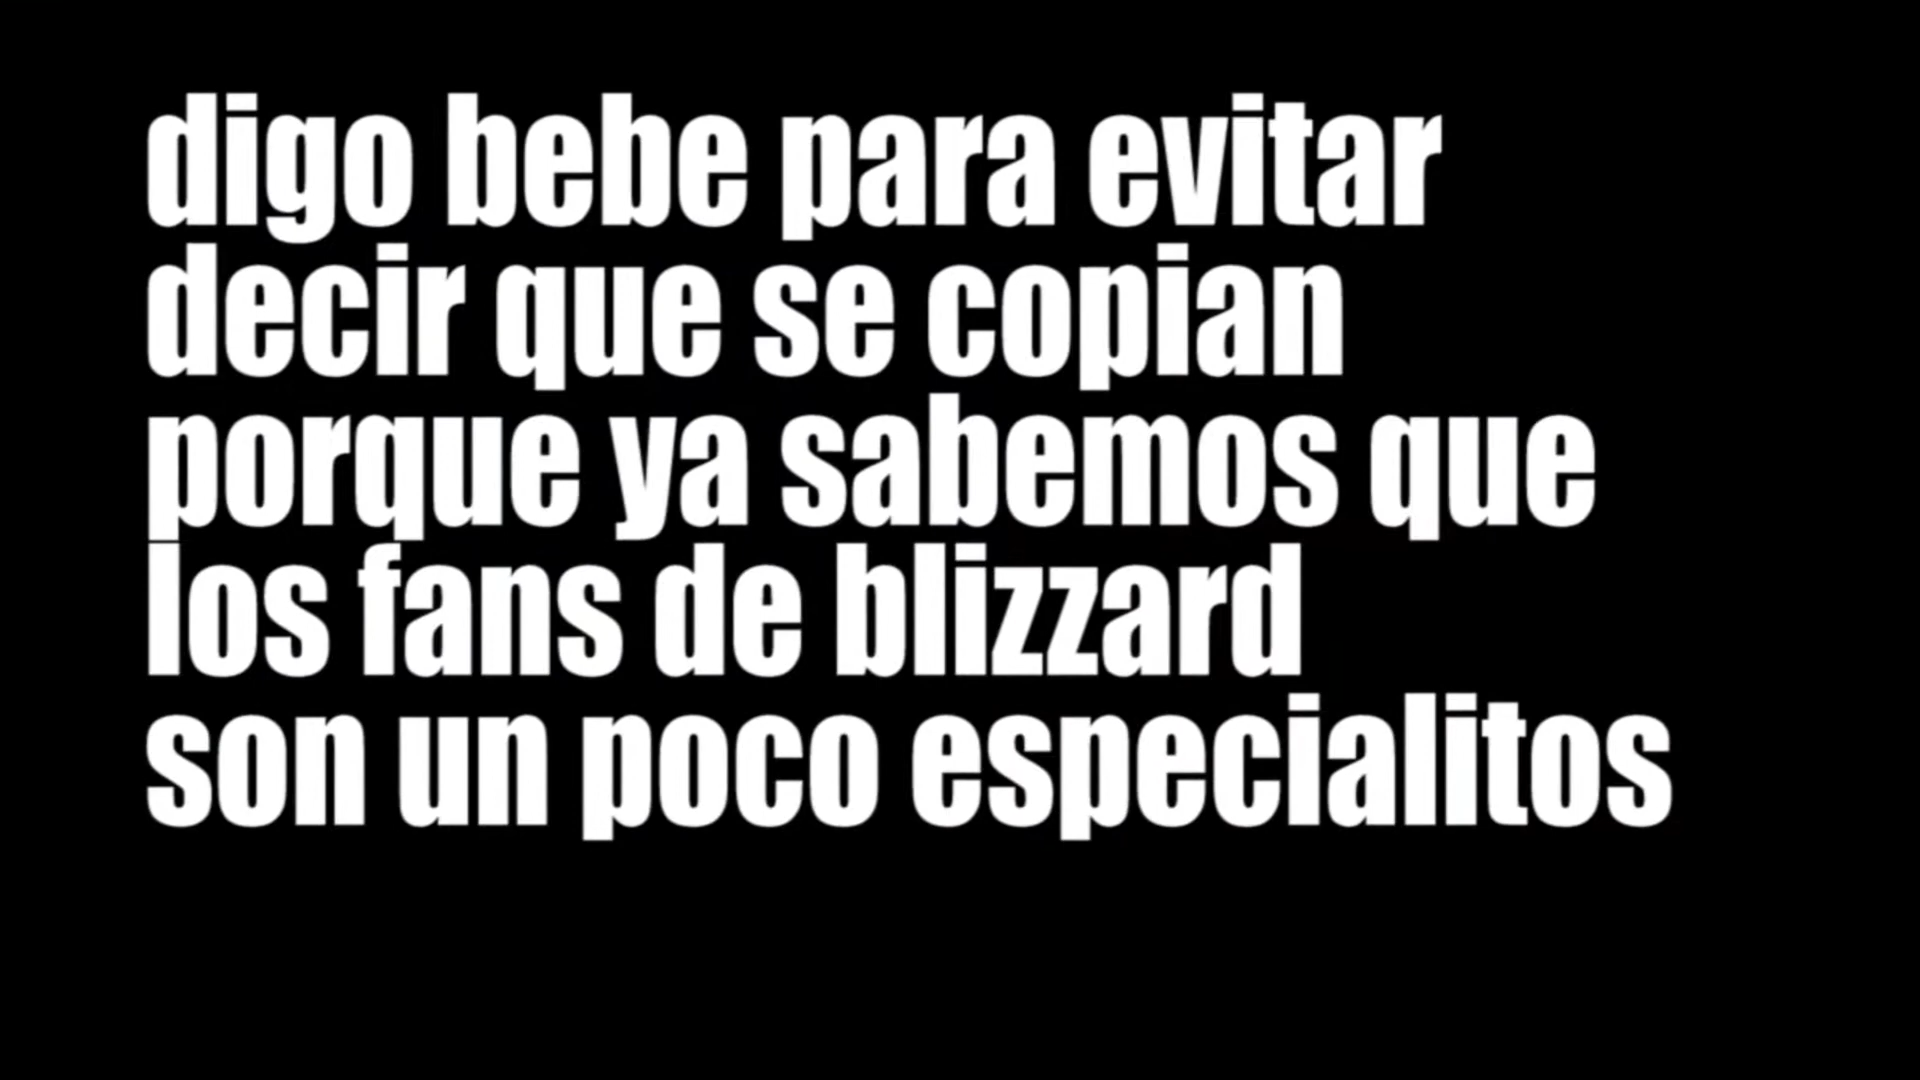 digo bebe para evitar
decir que se copian
porque ya sabemos que
los fans de blizzard
son un poco especialitos